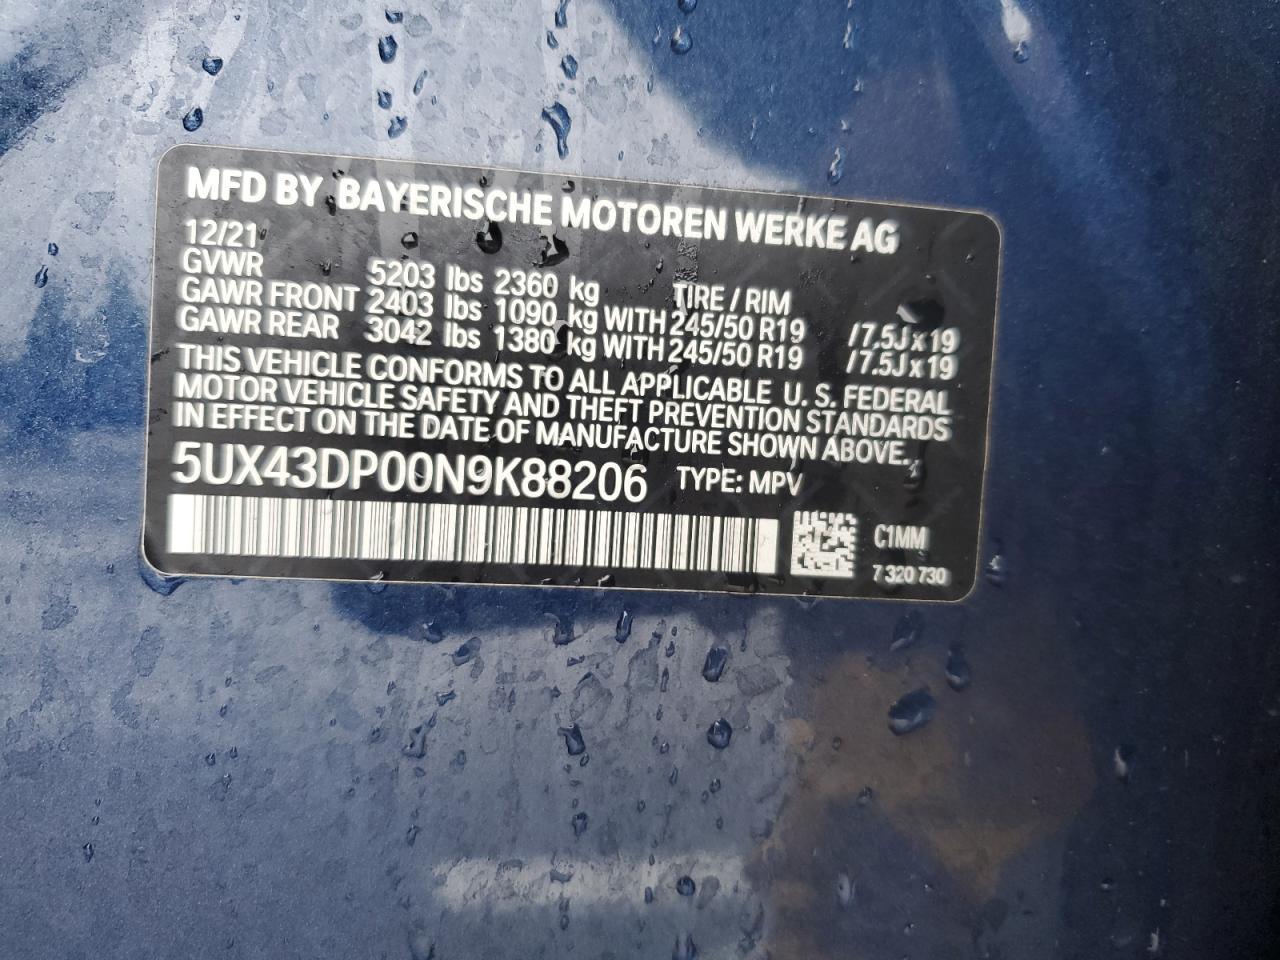 MFD BY BAYERISCHE MOTOREN WERKE AG
12/21
GVWR 5203 lbs 2360 kg TIRE / RIM
GAWR FRONT 2403 lbs 1090 kg WITH 245/50 R19 /7.5J x 19
GAWR REAR 3042 lbs 1380 kg WITH 245/50 R19 /7.5J x 19
THIS VEHICLE CONFORMS TO ALL APPLICABLE U. S. FEDERAL
MOTOR VEHICLE SAFETY AND THEFT PREVENTION STANDARDS
IN EFFECT ON THE DATE OF MANUFACTURE SHOWN ABOVE.
5UX43DP00N9K88206 TYPE: MPV
C1MM
7 320 730